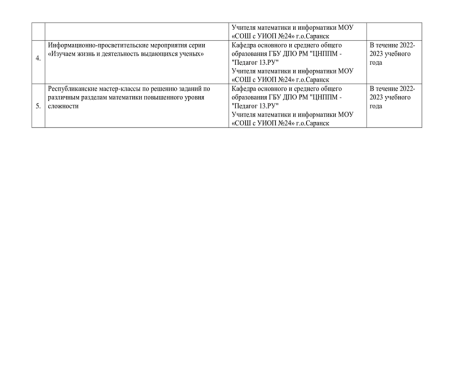 Учителя математики и информатики МОУ
«СОШ с УИОП №24» г.о.Саранск
4.
Информационно-просветительские мероприятия серии
«Изучаем жизнь и деятельность выдающихся ученых»
Кафедра основного и среднего общего
образования ГБУ ДПО РМ "ЦНППМ -
"Педагог 13.РУ"
Учителя математики и информатики МОУ
«СОШ с УИОП №24» г.о.Саранск
В течение 2022-
2023 учебного
года
5.
Республиканские мастер-классы по решению заданий по
различным разделам математики повышенного уровня
сложности
Кафедра основного и среднего общего
образования ГБУ ДПО РМ "ЦНППМ -
"Педагог 13.РУ"
Учителя математики и информатики МОУ
«СОШ с УИОП №24» г.о.Саранск
В течение 2022-
2023 учебного
года